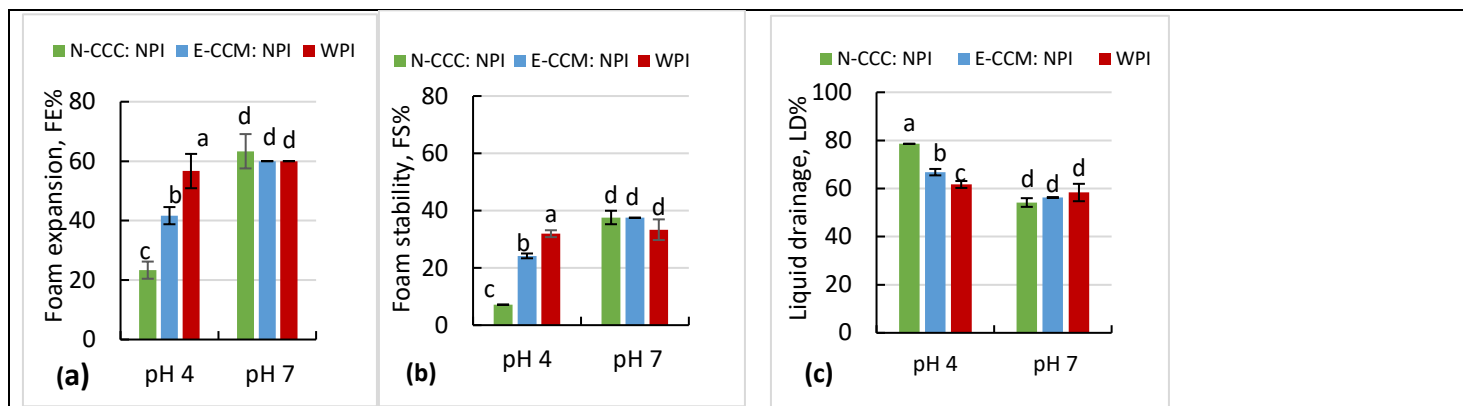 N-CCC: NPI E-CCM: NPI WPI
Foam expansion, FE%
80
60
40
20
0
c b a d d d
pH 4 pH 7
(a)
N-CCC: NPI E-CCM: NPI WPI
Foam stability, FS%
80
60
40
20
0
c b a d d d
pH 4 pH 7
(b)
N-CCC: NPI E-CCM: NPI WPI
Liquid drainage, LD%
100
80
60
40
20
0
a b c d d d
pH 4 pH 7
(c)